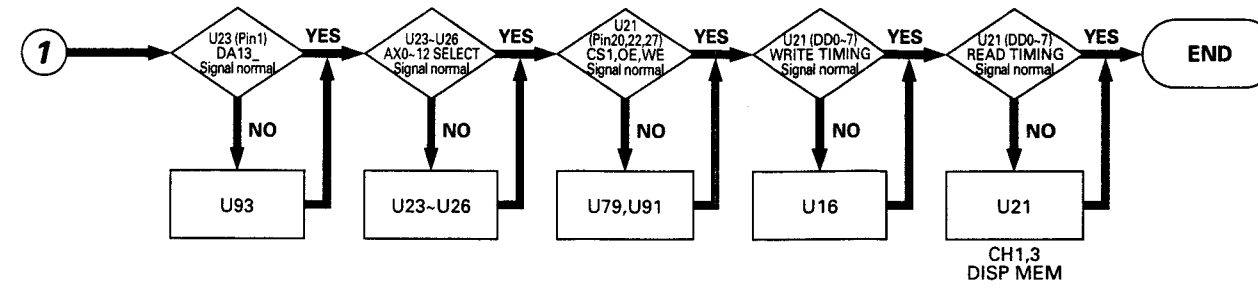 1
U23 (Pin1)
DA13_
Signal normal
YES
NO
U93
U23~U26
AX0~12 SELECT
Signal normal
YES
NO
U23~U26
U21
(Pin20,22,27)
CS1,OE,WE
Signal normal
YES
NO
U79,U91
U21 (DD0~7)
WRITE TIMING
Signal normal
YES
NO
U16
U21 (DD0~7)
READ TIMING
Signal normal
YES
NO
U21
CH1,3
DISP MEM
END